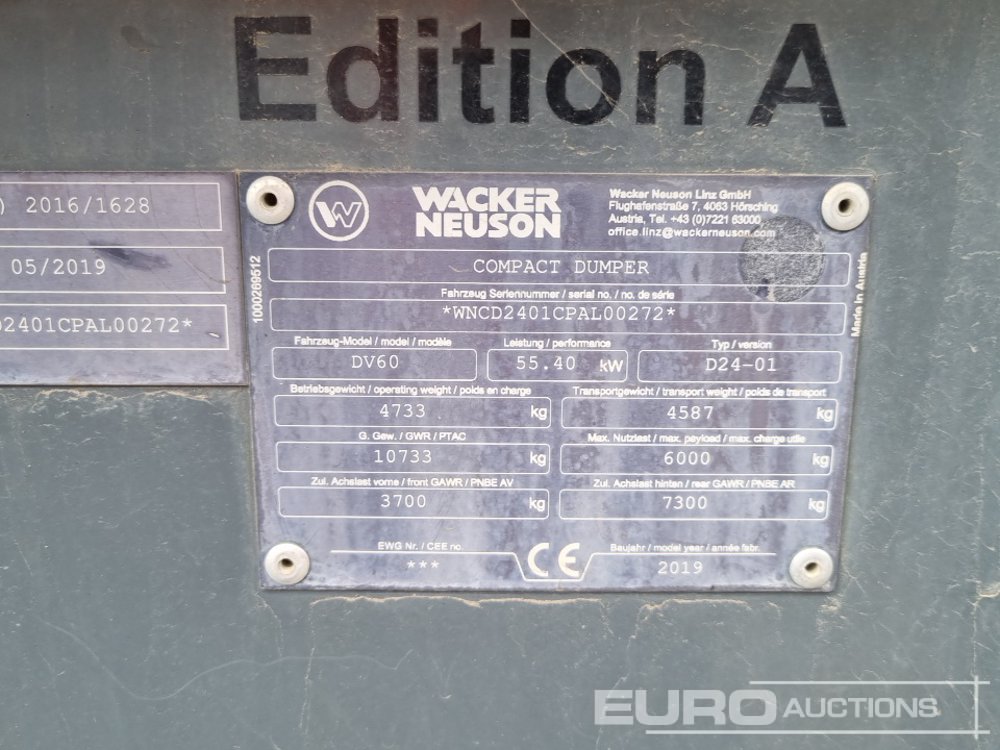 Edition A
) 2016/1628
05/2019
D2401CPAL00272*
W
WACKER
NEUSON
Wacker Neuson Linz GmbH
Flughafenstraße 7, 4063 Hörsching
Austria, Tel. +43 (0)7221 63000
office.linz@wackerneuson.com
1000269512
COMPACT DUMPER
Made in Austria
Fahrzeug Seriennummer / serial no. / no. de série
*WNCD2401CPAL00272*
Fahrzeug-Model / model / modèle
Leistung / performance
Typ / version
DV60
55.40 kW
D24-01
Betriebsgewicht / operating weight / poids en charge
Transportgewicht / transport weight / poids de transport
4733 kg
4587 kg
G. Gew. / GWR / PTAC
Max. Nutzlast / max. payload / max. charge utile
10733 kg
6000 kg
Zul. Achslast vorne / front GAWR / PNBE AV
Zul. Achslast hinten / rear GAWR / PNBE AR
3700 kg
7300 kg
EWG Nr. / CEE no.
CE
Baujahr / model year / année fabr.
***
2019
EURO AUCTIONS